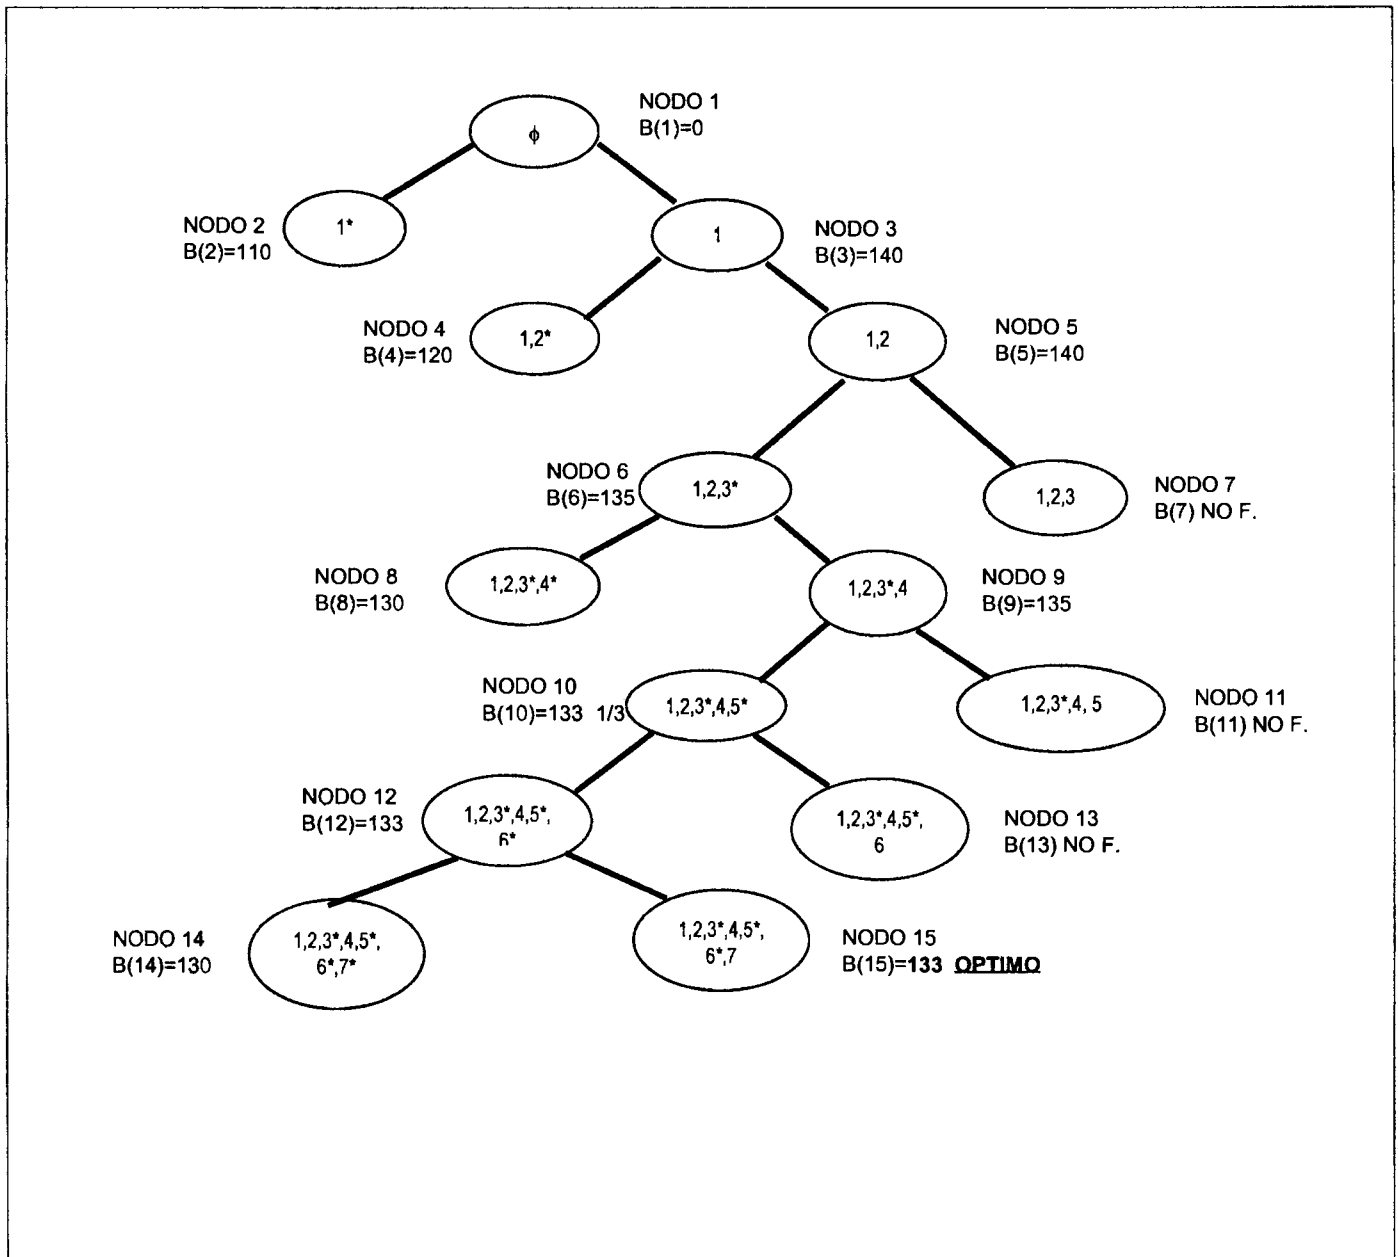 NODO 1
B(1)=0
ϕ
NODO 2
B(2)=110
1*
1
NODO 3
B(3)=140
NODO 4
B(4)=120
1,2*
1,2
NODO 5
B(5)=140
NODO 6
B(6)=135
1,2,3*
1,2,3
NODO 7
B(7) NO F.
NODO 8
B(8)=130
1,2,3*,4*
1,2,3*,4
NODO 9
B(9)=135
NODO 10
B(10)=133 1/3
1,2,3*,4,5*
1,2,3*,4, 5
NODO 11
B(11) NO F.
NODO 12
B(12)=133
1,2,3*,4,5*,
6*
1,2,3*,4,5*,
6
NODO 13
B(13) NO F.
NODO 14
B(14)=130
1,2,3*,4,5*,
6*,7*
1,2,3*,4,5*,
6*,7
NODO 15
B(15)=133 OPTIMO